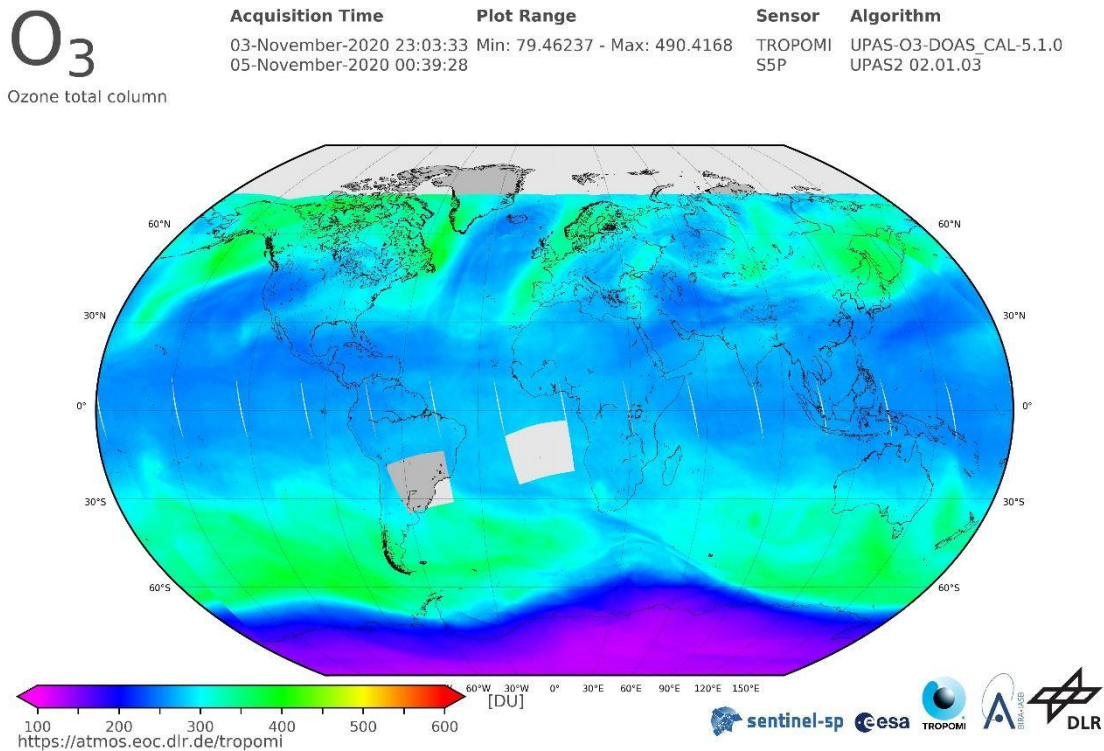 O3
Ozone total column
Acquisition Time
03-November-2020 23:03:33
05-November-2020 00:39:28
Plot Range
Min: 79.46237 - Max: 490.4168
Sensor
TROPOMI
S5P
Algorithm
UPAS-O3-DOAS_CAL-5.1.0
UPAS2 02.01.03
60°N 60°N
30°N 30°N
0° 0°
30°S 30°S
60°S 60°S
60°W 30°W 0° 30°E 60°E 90°E 120°E 150°E
[DU]
100 200 300 400 500 600
https://atmos.eoc.dlr.de/tropomi
sentinel-5p
esa
TROPOMI
BIRA-IASB
DLR